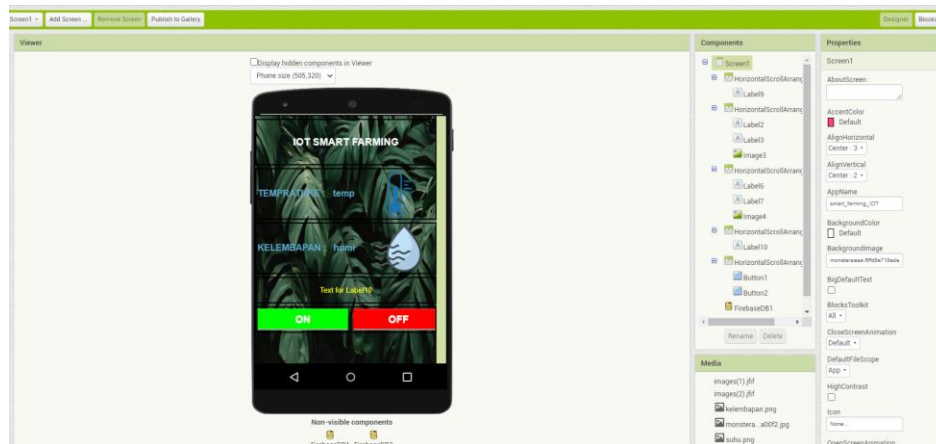 Screen1 Add Screen ... Remove Screen Publish to Gallery Designer Blocks
Viewer
Display hidden components in Viewer
Phone size (505,320)
IOT SMART FARMING
TEMPRATURE : temp
KELEMBAPAN : humi
Text for Label10
ON OFF
Non-visible components
FirebaseDB1 FirebaseDB2
Components
Screen1
HorizontalScrollArrang
Label9
HorizontalScrollArrang
Label2
Label3
Image3
HorizontalScrollArrang
Label6
Label7
Image4
HorizontalScrollArrang
Label10
HorizontalScrollArrang
Button1
Button2
FirebaseDB1
Rename Delete
Media
images(1).jfif
images(2).jfif
kelembapan.png
monstera...a00f2.jpg
suhu.png
Properties
Screen1
AboutScreen
AccentColor
Default
AlignHorizontal
Center : 3
AlignVertical
Center : 2
AppName
smart_farming_IOT
BackgroundColor
Default
BackgroundImage
BigDefaultText
BlocksToolkit
All
CloseScreenAnimation
Default
DefaultFileScope
App
HighContrast
Icon
None...
OpenScreenAnimation